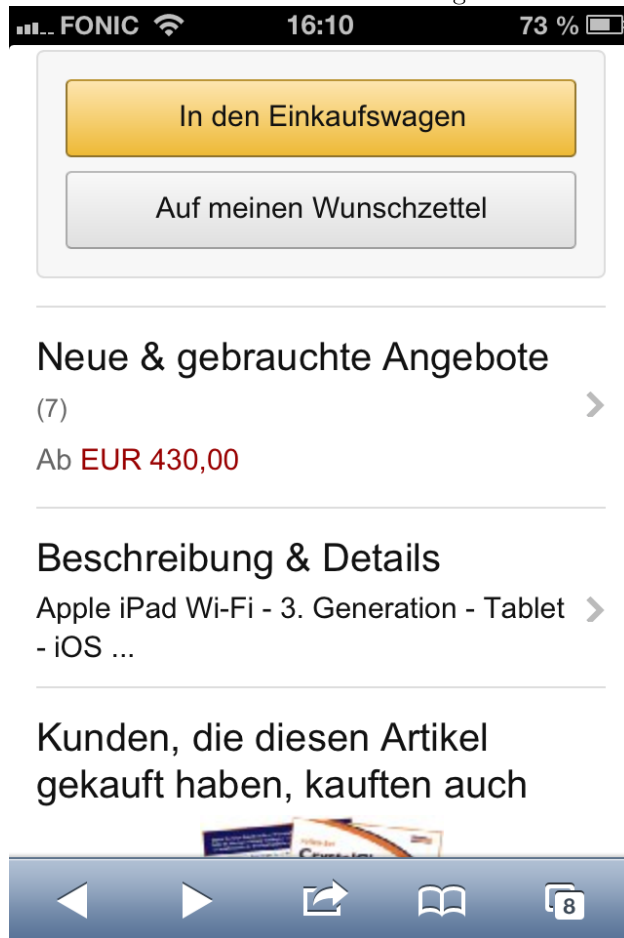 FONIC 16:10 73 %
In den Einkaufswagen
Auf meinen Wunschzettel
Neue & gebrauchte Angebote
(7)
Ab EUR 430,00
Beschreibung & Details
Apple iPad Wi-Fi - 3. Generation - Tablet
- iOS ...
Kunden, die diesen Artikel
gekauft haben, kauften auch
8